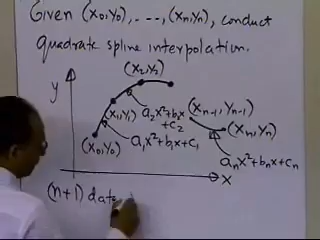 Given (x₀,y₀), ----, (xₙ,yₙ), conduct
quadrate spline interpolation.
(x₂,y₂)
y
a₂x²+b₂x
+c₂
(xₙ₋₁, yₙ₋₁)
(x₁,y₁)
(xₙ,yₙ)
(x₀,y₀)
a₁x²+b₁x+c₁
aₙx²+bₙx+cₙ
x
(n+1) data